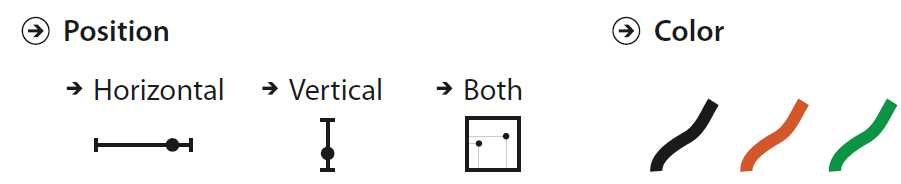 Position
Color
Horizontal
Vertical
Both